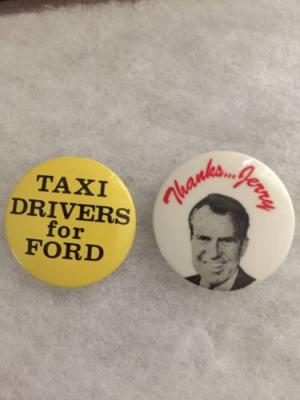 TAXI
DRIVERS
for
FORD
Thanks... Jerry